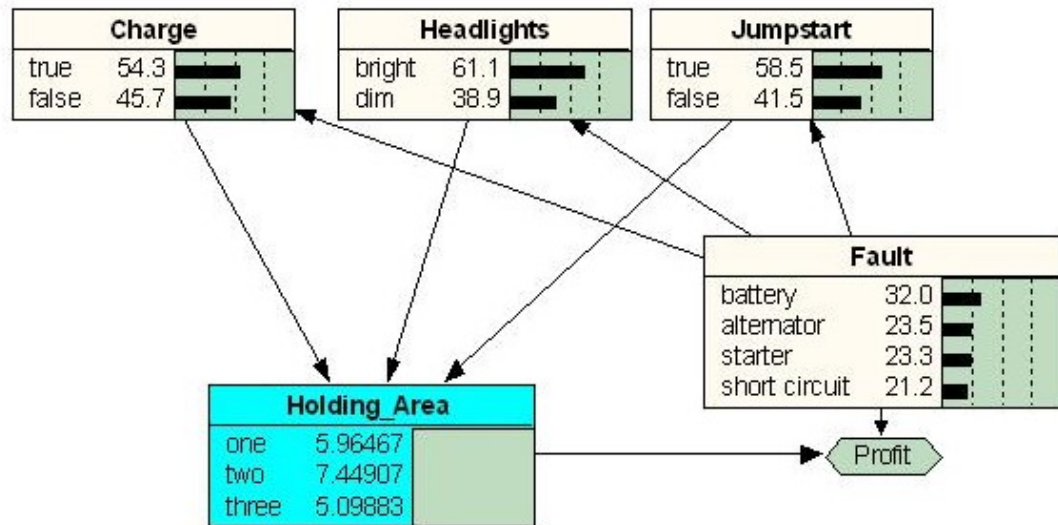 Charge
true 54.3
false 45.7
Headlights
bright 61.1
dim 38.9
Jumpstart
true 58.5
false 41.5
Fault
battery 32.0
alternator 23.5
starter 23.3
short circuit 21.2
Holding_Area
one 5.96467
two 7.44907
three 5.09883
Profit